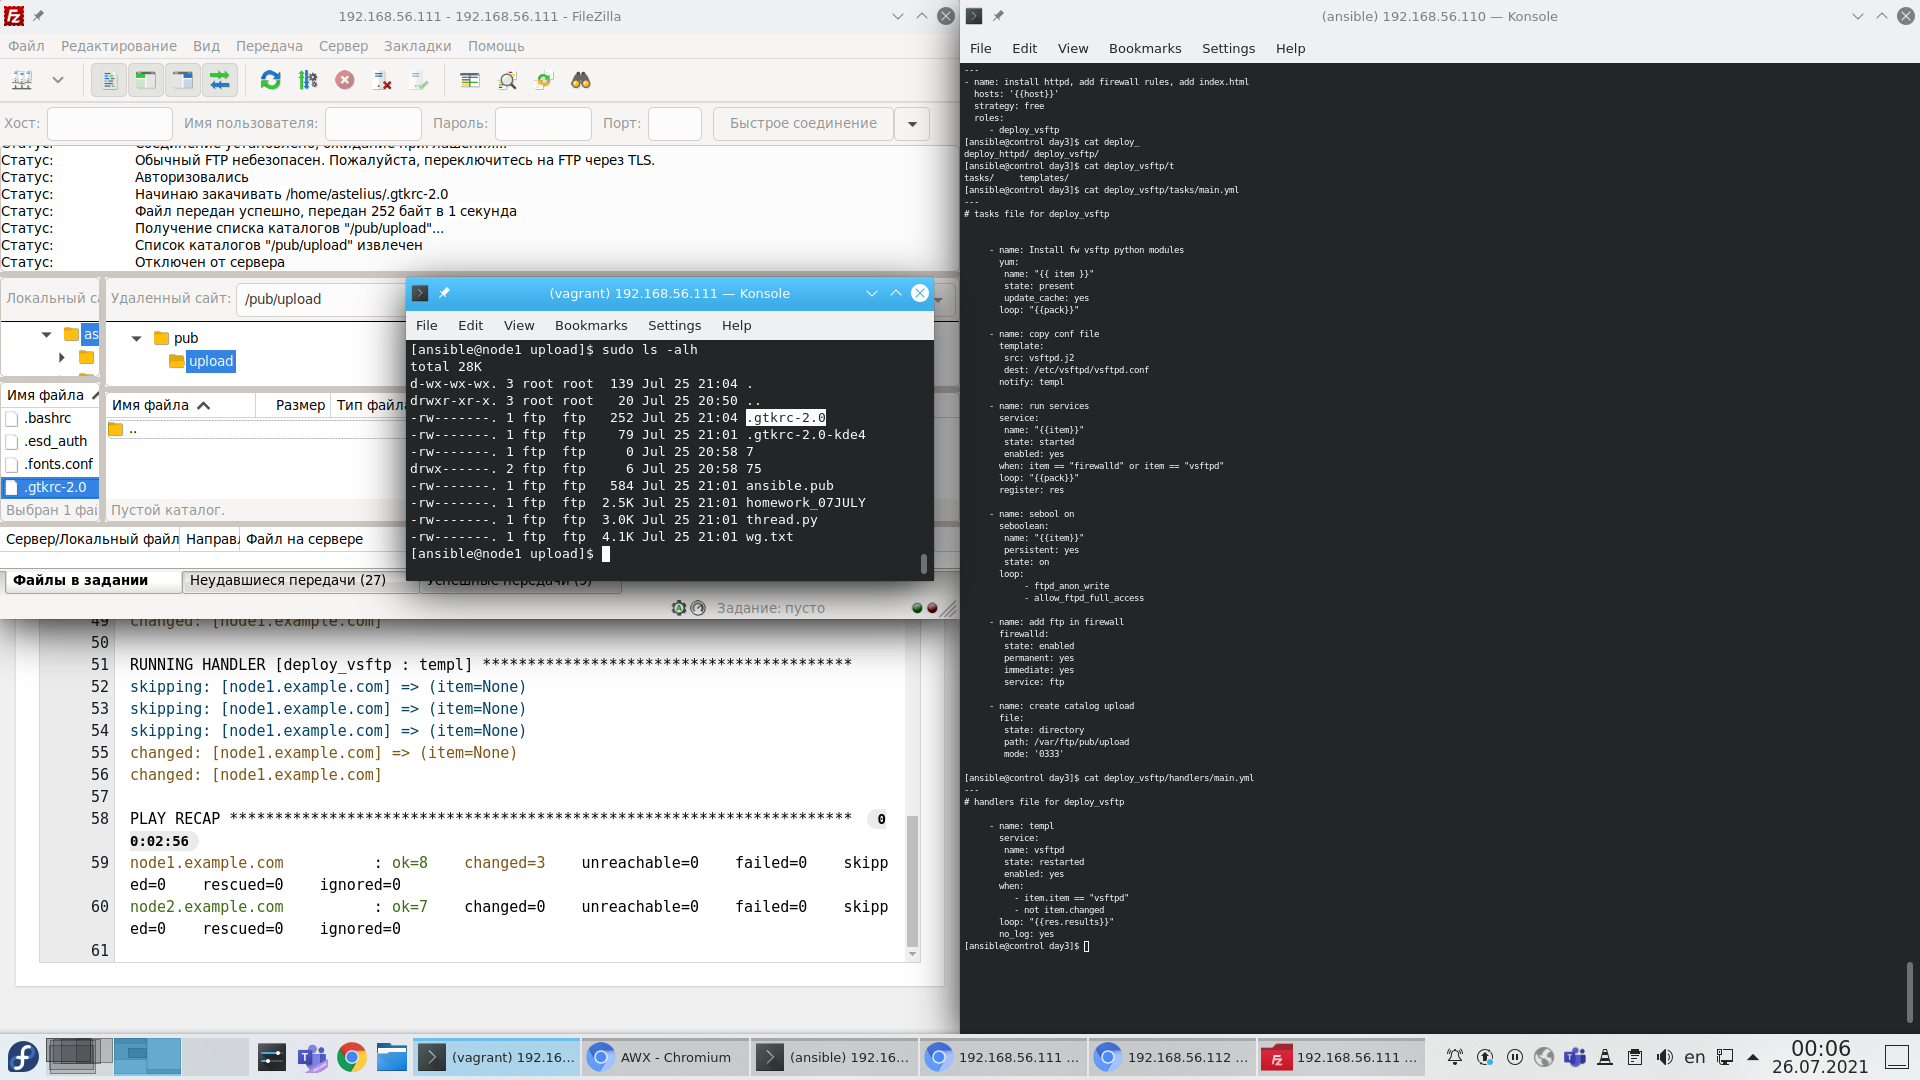 192.168.56.111 - 192.168.56.111 - FileZilla
Файл Редактирование Вид Передача Сервер Закладки Помощь
Хост: Имя пользователя: Пароль: Порт: Быстрое соединение
Статус: Соединение установлено, ожидание приглашения...
Статус: Обычный FTP небезопасен. Пожалуйста, переключитесь на FTP через TLS.
Статус: Авторизовались
Статус: Начинаю закачивать /home/astelius/.gtkrc-2.0
Статус: Файл передан успешно, передан 252 байт в 1 секунда
Статус: Получение списка каталогов "/pub/upload"...
Статус: Список каталогов "/pub/upload" извлечен
Статус: Отключен от сервера
Локальный са Удаленный сайт: /pub/upload
as
pub
upload
Имя файла
.bashrc
.esd_auth
.fonts.conf
.gtkrc-2.0
Выбран 1 фай
Имя файла Размер Тип файла
..
Пустой каталог.
Сервер/Локальный файл Направл Файл на сервере
Файлы в задании Неудавшиеся передачи (27) Успешные передачи (9)
Задание: пусто
(vagrant) 192.168.56.111 — Konsole
File Edit View Bookmarks Settings Help
[ansible@node1 upload]$ sudo ls -alh
total 28K
d-wx-wx-wx. 3 root root 139 Jul 25 21:04 .
drwxr-xr-x. 3 root root 20 Jul 25 20:50 ..
-rw-------. 1 ftp ftp 252 Jul 25 21:04 .gtkrc-2.0
-rw-------. 1 ftp ftp 79 Jul 25 21:01 .gtkrc-2.0-kde4
-rw-------. 1 ftp ftp 0 Jul 25 20:58 7
drwx------. 2 ftp ftp 6 Jul 25 20:58 75
-rw-------. 1 ftp ftp 584 Jul 25 21:01 ansible.pub
-rw-------. 1 ftp ftp 2.5K Jul 25 21:01 homework_07JULY
-rw-------. 1 ftp ftp 3.0K Jul 25 21:01 thread.py
-rw-------. 1 ftp ftp 4.1K Jul 25 21:01 wg.txt
[ansible@node1 upload]$
49 changed: [node1.example.com]
50
51 RUNNING HANDLER [deploy_vsftp : templ] *****************************************
52 skipping: [node1.example.com] => (item=None)
53 skipping: [node1.example.com] => (item=None)
54 skipping: [node1.example.com] => (item=None)
55 changed: [node1.example.com] => (item=None)
56 changed: [node1.example.com]
57
58 PLAY RECAP ********************************************************************* 0
0:02:56
59 node1.example.com : ok=8 changed=3 unreachable=0 failed=0 skipp
ed=0 rescued=0 ignored=0
60 node2.example.com : ok=7 changed=0 unreachable=0 failed=0 skipp
ed=0 rescued=0 ignored=0
61
(ansible) 192.168.56.110 — Konsole
File Edit View Bookmarks Settings Help
---
- name: install httpd, add firewall rules, add index.html
hosts: '{{host}}'
strategy: free
roles:
- deploy_vsftp
[ansible@control day3]$ cat deploy_
deploy_httpd/ deploy_vsftp/
[ansible@control day3]$ cat deploy_vsftp/t
tasks/ templates/
[ansible@control day3]$ cat deploy_vsftp/tasks/main.yml
---
# tasks file for deploy_vsftp
- name: Install fw vsftp python modules
yum:
name: "{{ item }}"
state: present
update_cache: yes
loop: "{{pack}}"
- name: copy conf file
template:
src: vsftpd.j2
dest: /etc/vsftpd/vsftpd.conf
notify: templ
- name: run services
service:
name: "{{item}}"
state: started
enabled: yes
when: item == "firewalld" or item == "vsftpd"
loop: "{{pack}}"
register: res
- name: sebool on
seboolean:
name: "{{item}}"
persistent: yes
state: on
loop:
- ftpd_anon_write
- allow_ftpd_full_access
- name: add ftp in firewall
firewalld:
state: enabled
permanent: yes
immediate: yes
service: ftp
- name: create catalog upload
file:
state: directory
path: /var/ftp/pub/upload
mode: '0333'
[ansible@control day3]$ cat deploy_vsftp/handlers/main.yml
---
# handlers file for deploy_vsftp
- name: templ
service:
name: vsftpd
state: restarted
enabled: yes
when:
- item.item == "vsftpd"
- not item.changed
loop: "{{res.results}}"
no_log: yes
[ansible@control day3]$
(vagrant) 192.16... AWX - Chromium (ansible) 192.16... 192.168.56.111 ... 192.168.56.112 ... 192.168.56.111 ... en 00:06
26.07.2021